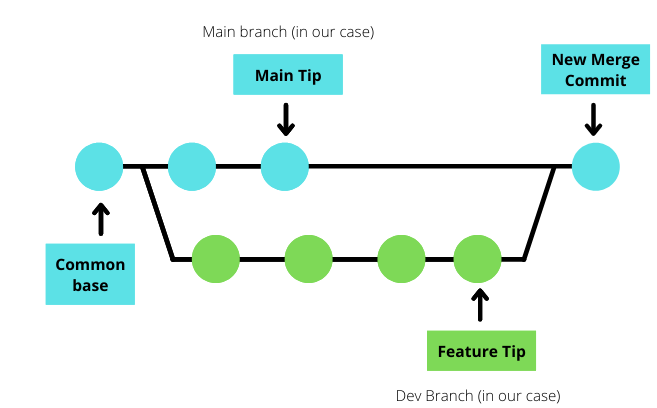 Main branch (in our case)
Main Tip
New Merge
Commit
Common
base
Feature Tip
Dev Branch (in our case)